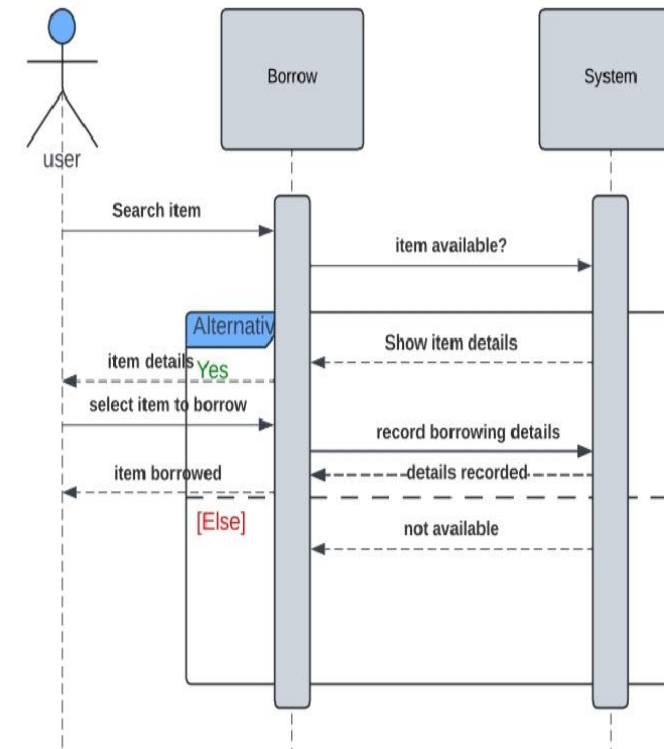 Borrow
System
user
Search item
item available?
Alternativ
Show item details
item details
Yes
select item to borrow
record borrowing details
item borrowed
details recorded
[Else]
not available